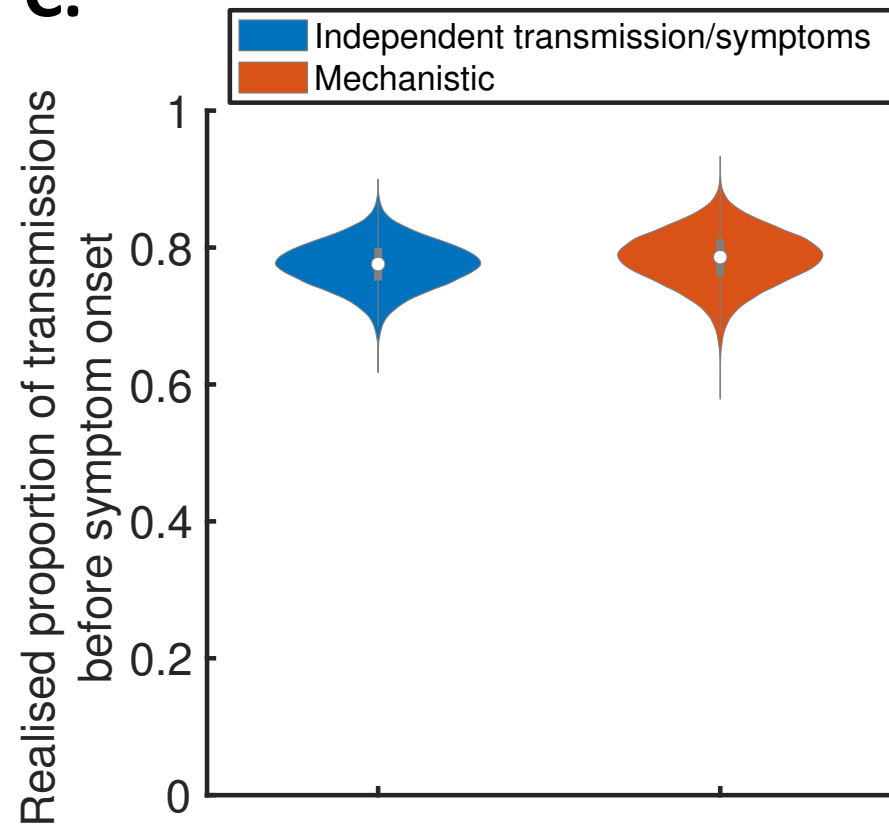 C.
Independent transmission/symptoms
Mechanistic
Realised proportion of transmissions
before symptom onset
1
0.8
0.6
0.4
0.2
0